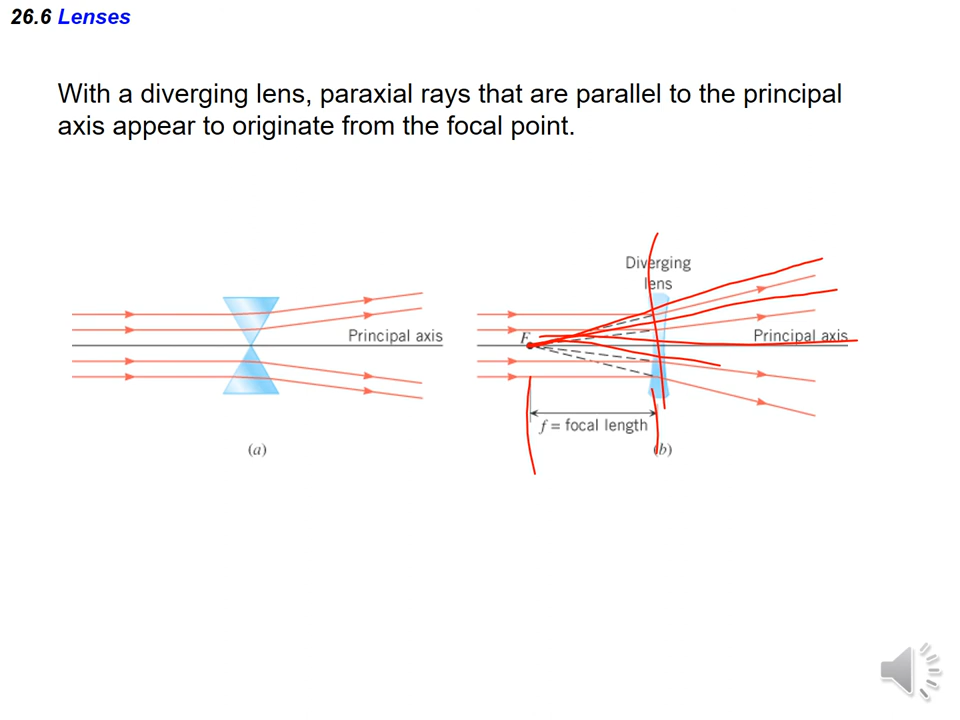 26.6 Lenses
With a diverging lens, paraxial rays that are parallel to the principal
axis appear to originate from the focal point.
Diverging
lens
Principal axis
F
Principal axis
f = focal length
(a)
(b)